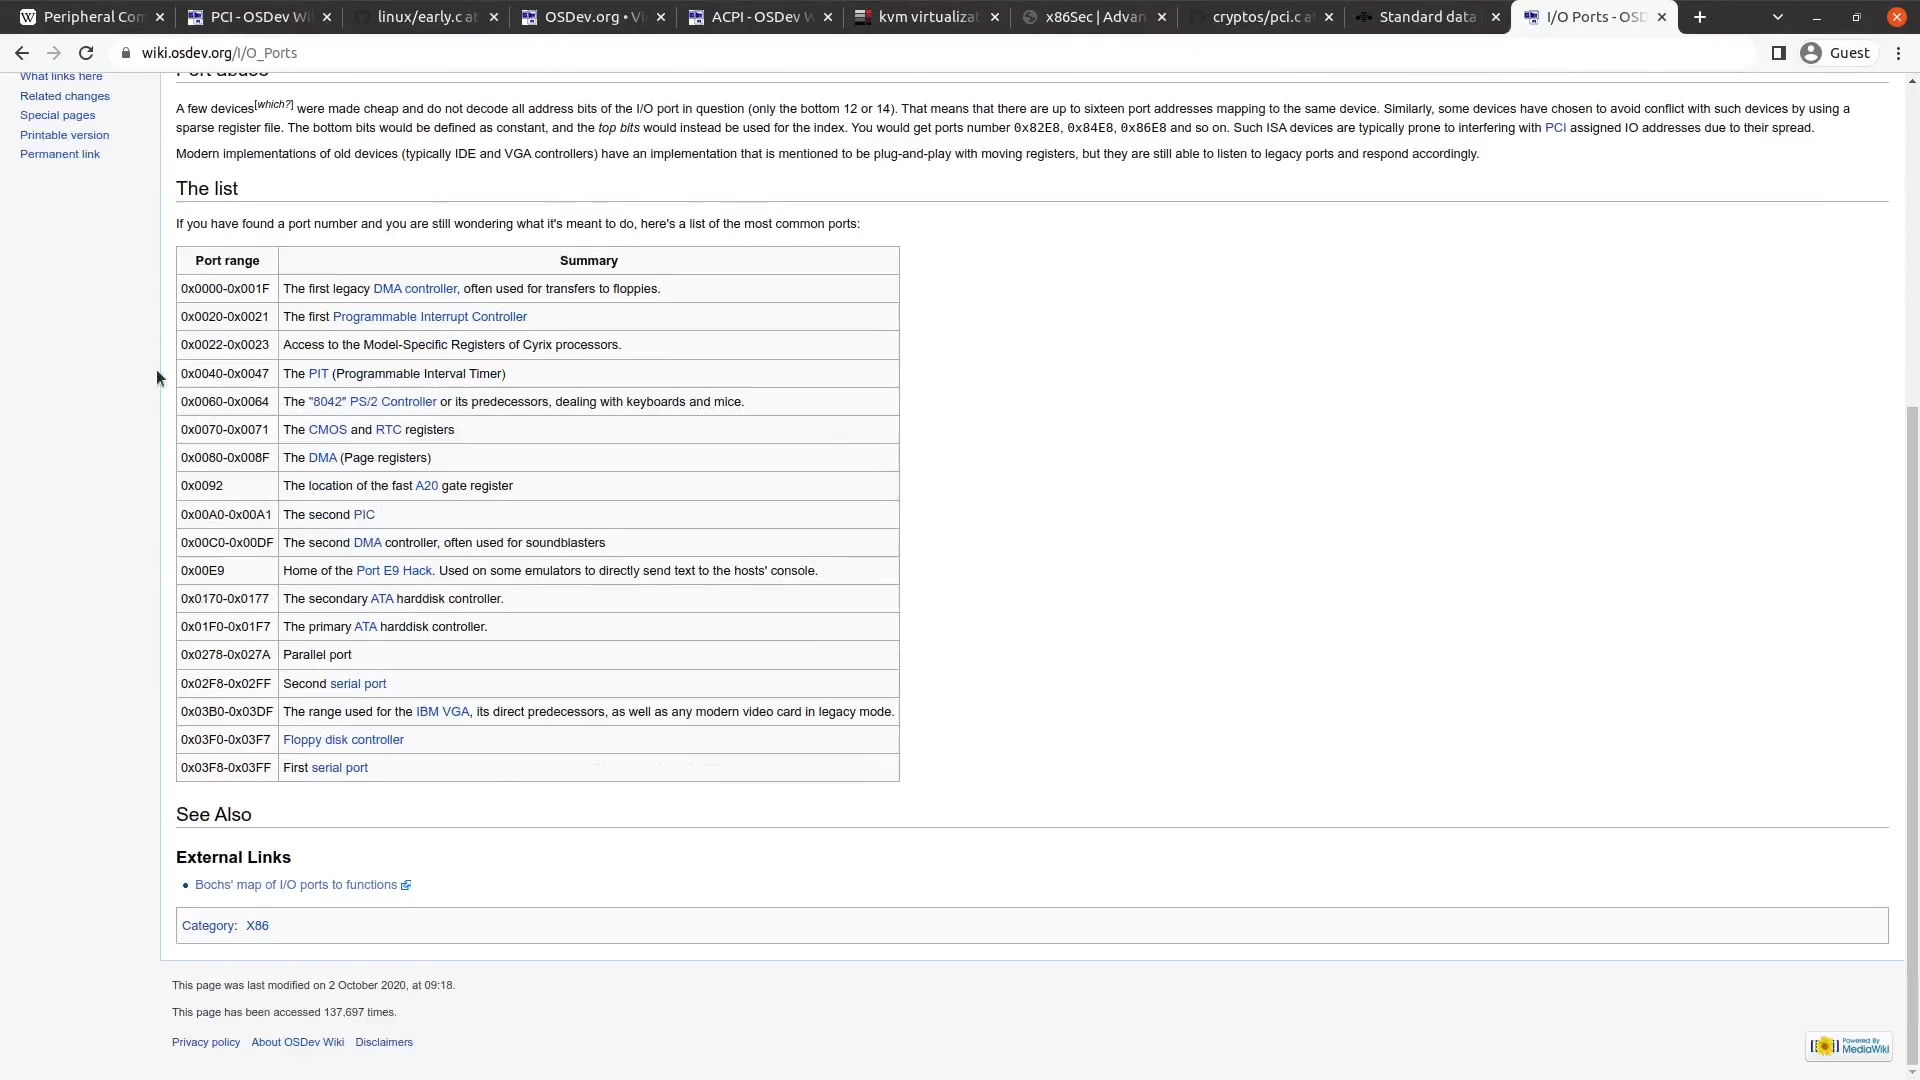 Peripheral Com
PCI - OSDev Wi
linux/early.c at
OSDev.org • Vi
ACPI - OSDev W
kvm virtualizat
x86Sec | Advan
cryptos/pci.c at
Standard data
I/O Ports - OSD
wiki.osdev.org/I/O_Ports
Guest
What links here
Related changes
Special pages
Printable version
Permanent link
Port abuses
A few devices[which?] were made cheap and do not decode all address bits of the I/O port in question (only the bottom 12 or 14). That means that there are up to sixteen port addresses mapping to the same device. Similarly, some devices have chosen to avoid conflict with such devices by using a
sparse register file. The bottom bits would be defined as constant, and the top bits would instead be used for the index. You would get ports number 0x82E8, 0x84E8, 0x86E8 and so on. Such ISA devices are typically prone to interfering with PCI assigned IO addresses due to their spread.
Modern implementations of old devices (typically IDE and VGA controllers) have an implementation that is mentioned to be plug-and-play with moving registers, but they are still able to listen to legacy ports and respond accordingly.
The list
If you have found a port number and you are still wondering what it's meant to do, here's a list of the most common ports:
Port range Summary
0x0000-0x001F The first legacy DMA controller, often used for transfers to floppies.
0x0020-0x0021 The first Programmable Interrupt Controller
0x0022-0x0023 Access to the Model-Specific Registers of Cyrix processors.
0x0040-0x0047 The PIT (Programmable Interval Timer)
0x0060-0x0064 The "8042" PS/2 Controller or its predecessors, dealing with keyboards and mice.
0x0070-0x0071 The CMOS and RTC registers
0x0080-0x008F The DMA (Page registers)
0x0092 The location of the fast A20 gate register
0x00A0-0x00A1 The second PIC
0x00C0-0x00DF The second DMA controller, often used for soundblasters
0x00E9 Home of the Port E9 Hack. Used on some emulators to directly send text to the hosts' console.
0x0170-0x0177 The secondary ATA harddisk controller.
0x01F0-0x01F7 The primary ATA harddisk controller.
0x0278-0x027A Parallel port
0x02F8-0x02FF Second serial port
0x03B0-0x03DF The range used for the IBM VGA, its direct predecessors, as well as any modern video card in legacy mode.
0x03F0-0x03F7 Floppy disk controller
0x03F8-0x03FF First serial port
See Also
External Links
Bochs' map of I/O ports to functions
Category: X86
This page was last modified on 2 October 2020, at 09:18.
This page has been accessed 137,697 times.
Privacy policy About OSDev Wiki Disclaimers
Powered By
MediaWiki